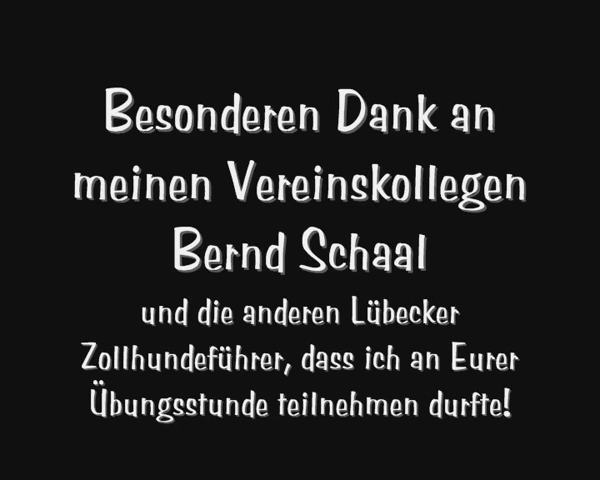 Besonderen Dank an
meinen Vereinskollegen
Bernd Schaal
und die anderen Lübecker
Zollhundeführer, dass ich an Eurer
Übungsstunde teilnehmen durfte!